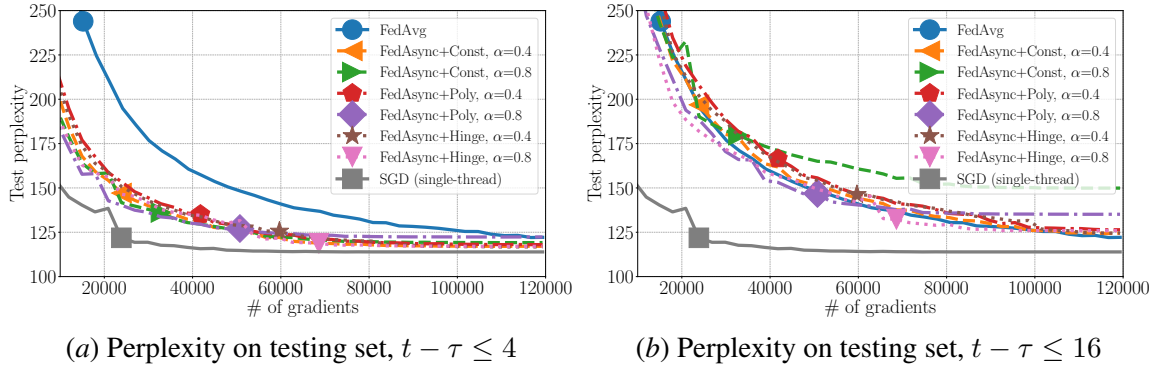 250
225
200
175
150
125
100
Test perplexity
20000 40000 60000 80000 100000 120000
# of gradients
FedAvg
FedAsync+Const, α=0.4
FedAsync+Const, α=0.8
FedAsync+Poly, α=0.4
FedAsync+Poly, α=0.8
FedAsync+Hinge, α=0.4
FedAsync+Hinge, α=0.8
SGD (single-thread)
(a) Perplexity on testing set, t − τ ≤ 4
250
225
200
175
150
125
100
Test perplexity
20000 40000 60000 80000 100000 120000
# of gradients
FedAvg
FedAsync+Const, α=0.4
FedAsync+Const, α=0.8
FedAsync+Poly, α=0.4
FedAsync+Poly, α=0.8
FedAsync+Hinge, α=0.4
FedAsync+Hinge, α=0.8
SGD (single-thread)
(b) Perplexity on testing set, t − τ ≤ 16